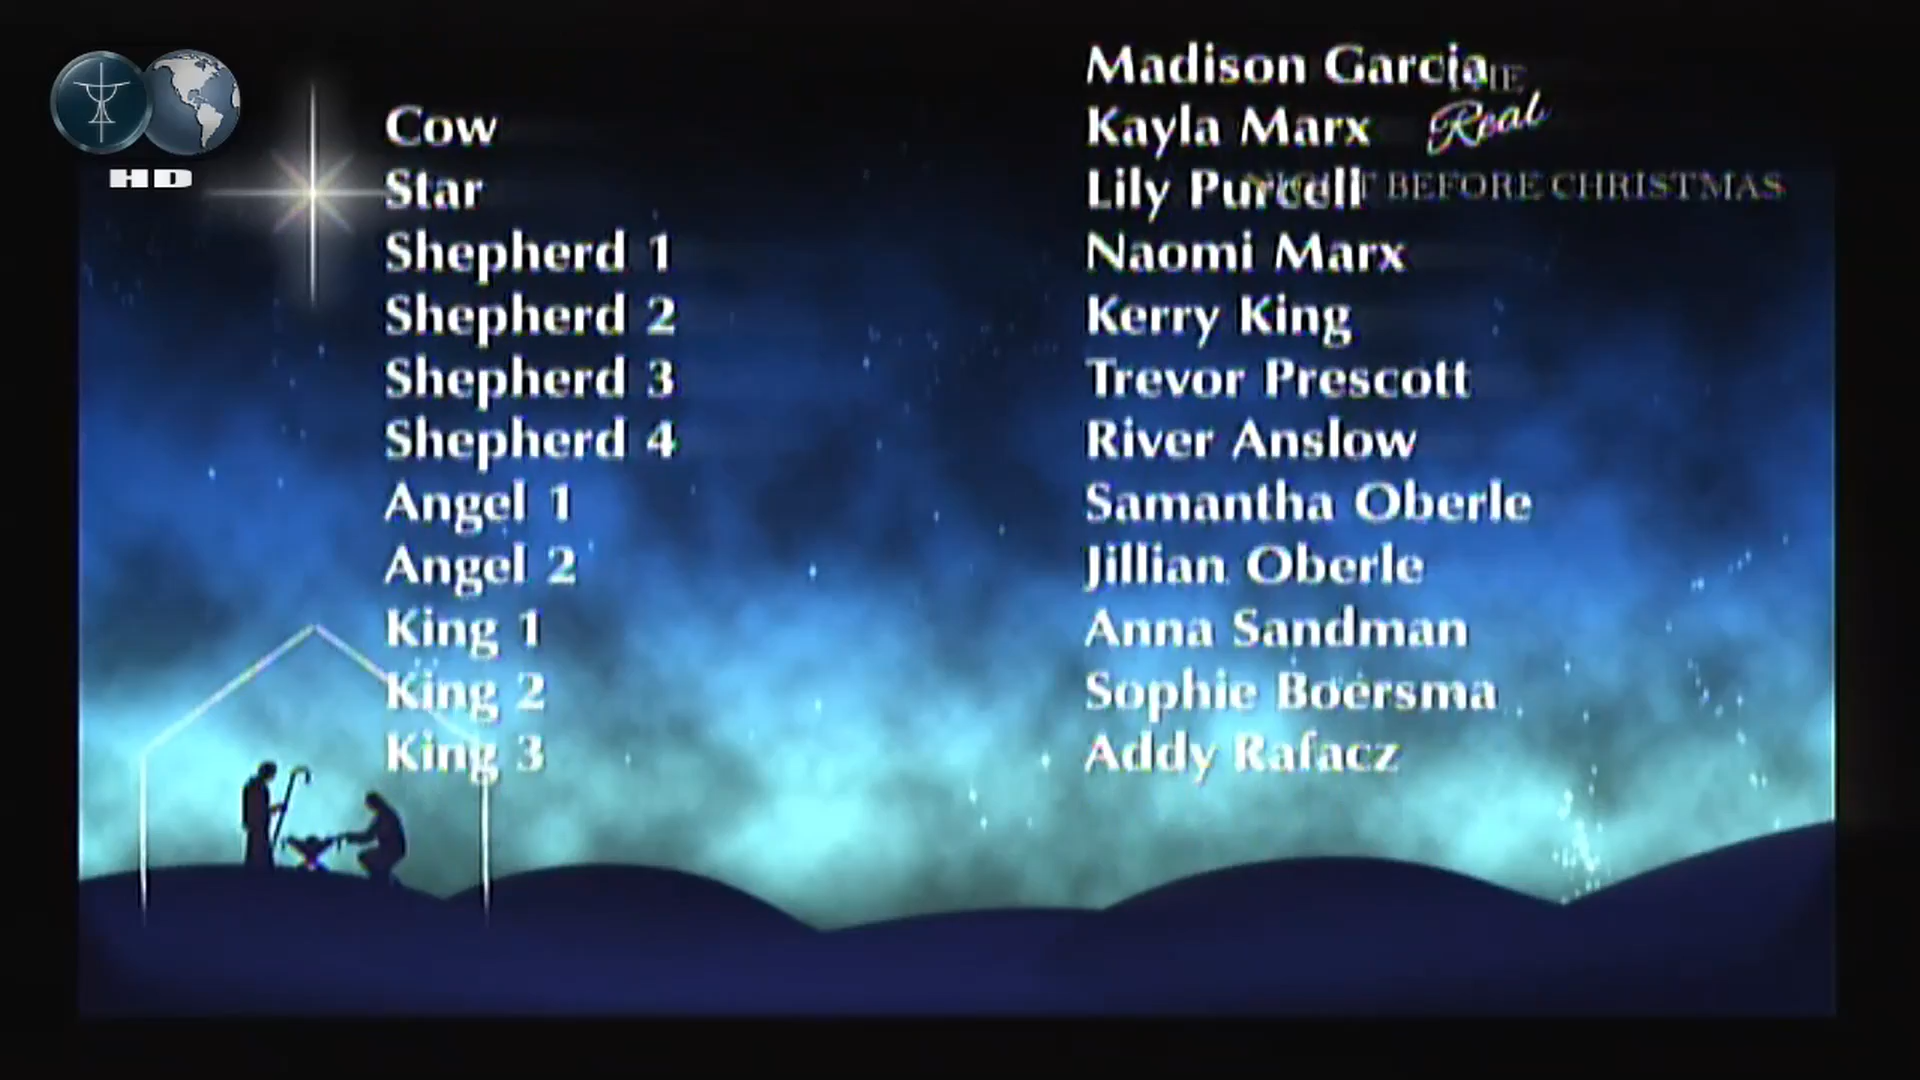 Madison Garcia
THE
Cow Kayla Marx
Real
Star Lily Purcell
NIGHT BEFORE CHRISTMAS
Shepherd 1 Naomi Marx
Shepherd 2 Kerry King
Shepherd 3 Trevor Prescott
Shepherd 4 River Anslow
Angel 1 Samantha Oberle
Angel 2 Jillian Oberle
King 1 Anna Sandman
King 2 Sophie Boersma
King 3 Addy Rafacz
HD